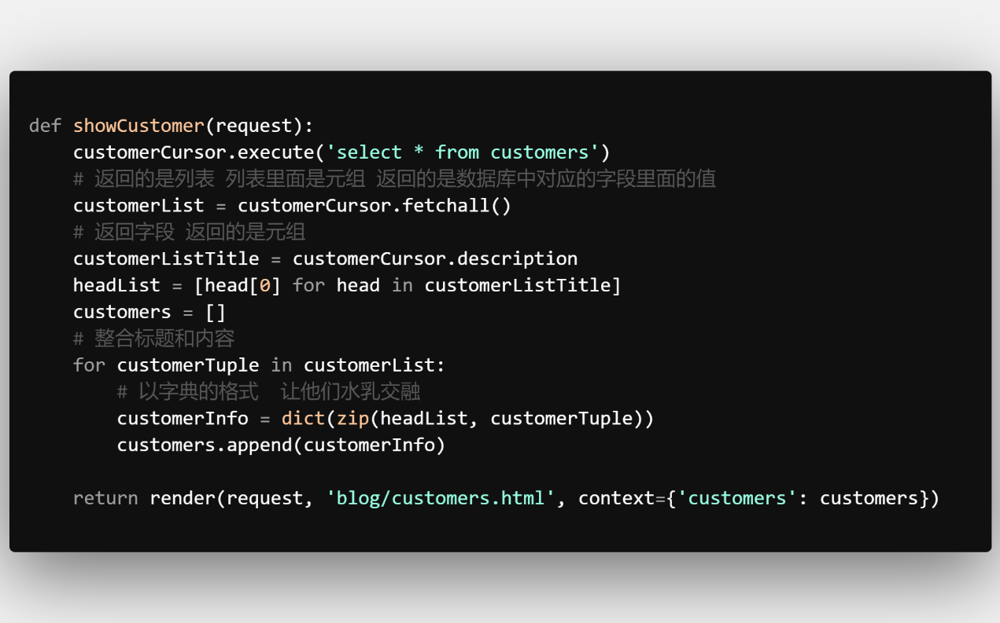 def showCustomer(request):
    customerCursor.execute('select * from customers')
    # 返回的是列表 列表里面是元组 返回的是数据库中对应的字段里面的值
    customerList = customerCursor.fetchall()
    # 返回字段 返回的是元组
    customerListTitle = customerCursor.description
    headList = [head[0] for head in customerListTitle]
    customers = []
    # 整合标题和内容
    for customerTuple in customerList:
        # 以字典的格式  让他们水乳交融
        customerInfo = dict(zip(headList, customerTuple))
        customers.append(customerInfo)
    return render(request, 'blog/customers.html', context={'customers': customers})